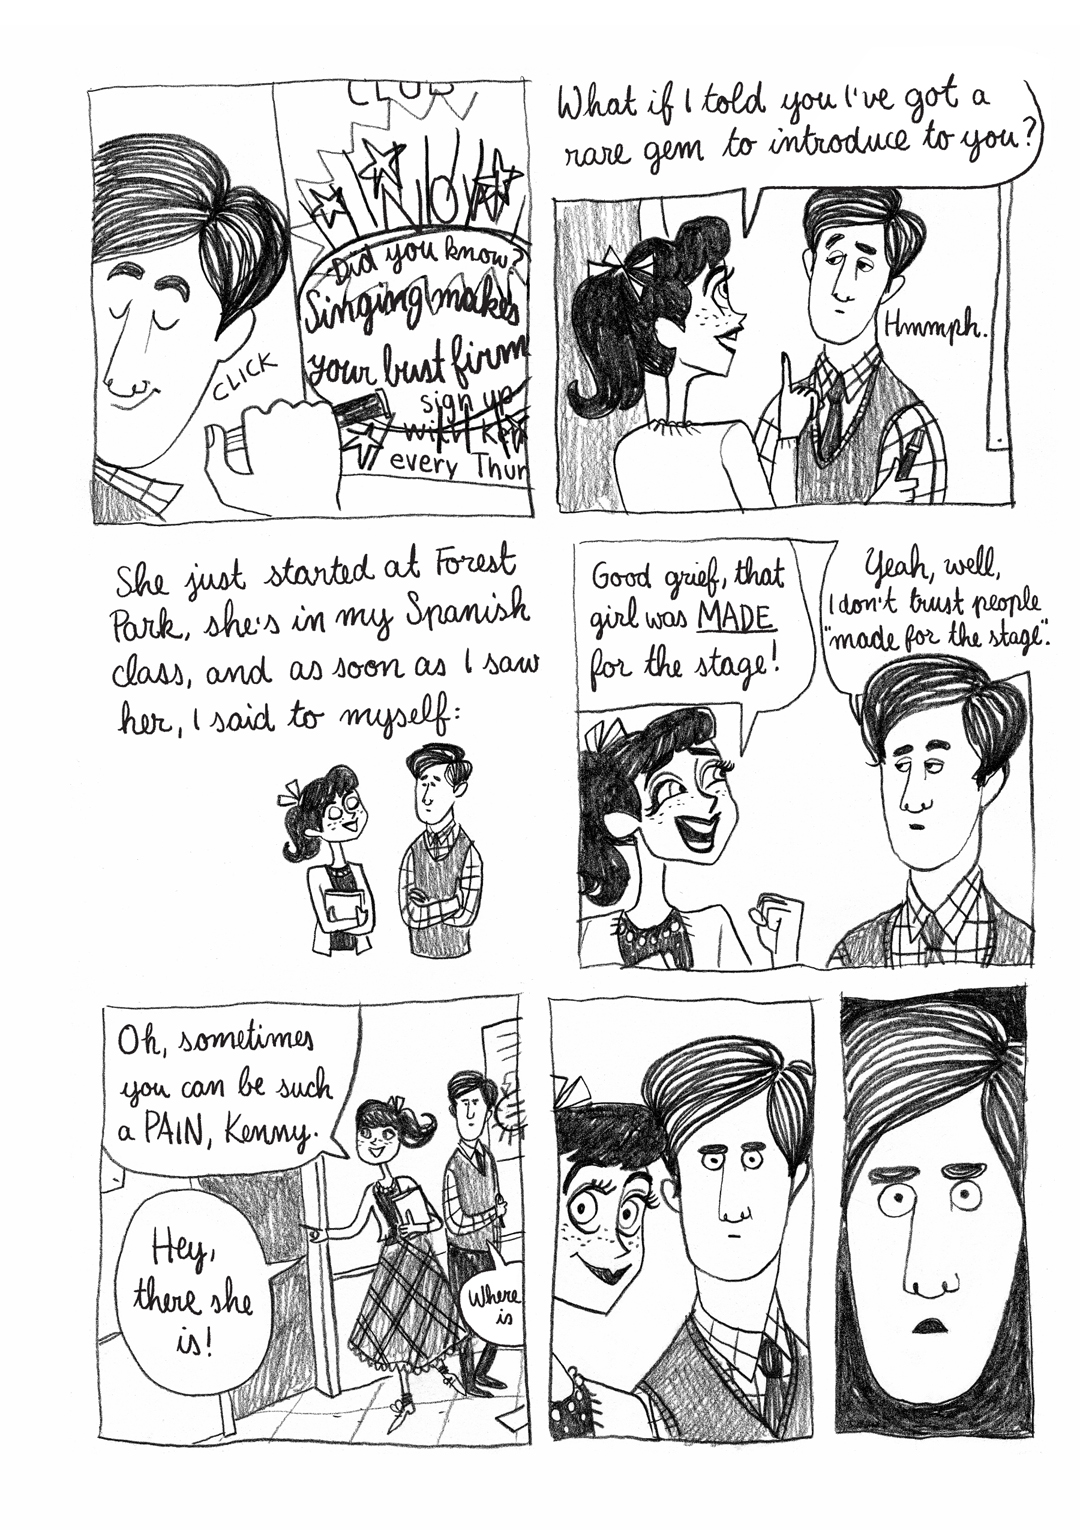 CLUB
Did you know?
Singing makes
your bust firm
sign up
with
every Thur
CLICK
What if I told you I've got a
rare gem to introduce to you?
Hmmph.
She just started at Forest
Park, she's in my Spanish
class, and as soon as I saw
her, I said to myself:
Good grief, that
girl was MADE
for the stage!
Yeah, well,
I don't trust people
"made for the stage".
Oh, sometimes
you can be such
a PAIN, Kenny.
Hey,
there she
is!
Where
is